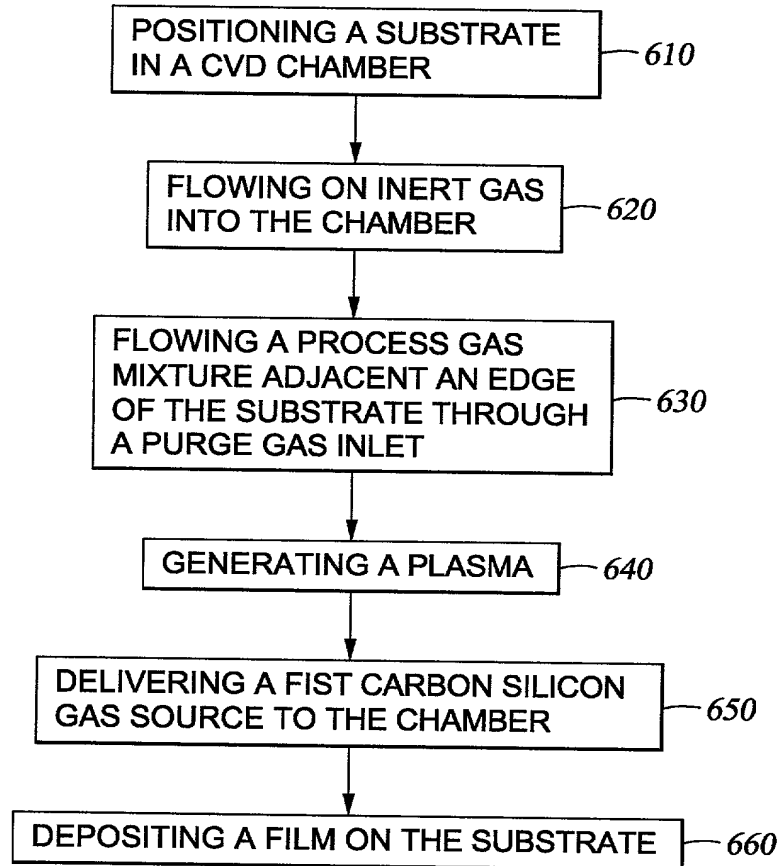 POSITIONING A SUBSTRATE
IN A CVD CHAMBER
610
FLOWING ON INERT GAS
INTO THE CHAMBER
620
FLOWING A PROCESS GAS
MIXTURE ADJACENT AN EDGE
OF THE SUBSTRATE THROUGH
A PURGE GAS INLET
630
GENERATING A PLASMA
640
DELIVERING A FIST CARBON SILICON
GAS SOURCE TO THE CHAMBER
650
DEPOSITING A FILM ON THE SUBSTRATE
660